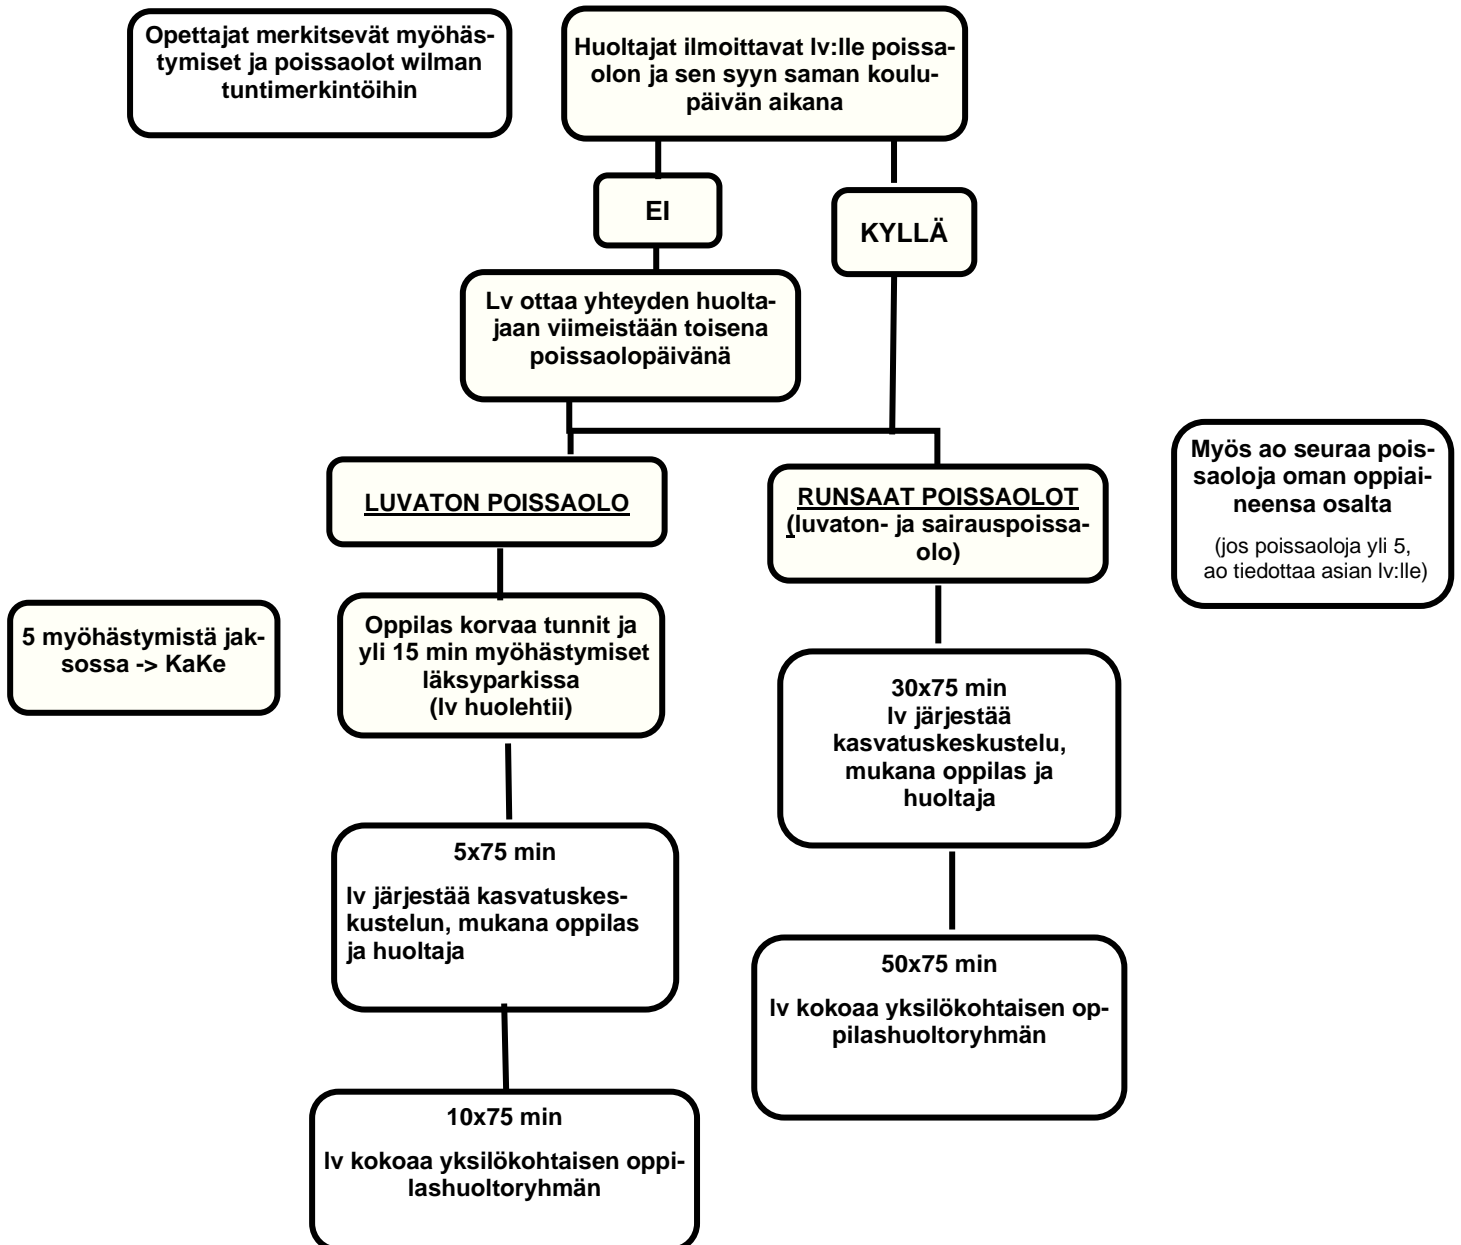 Opettajat merkitsevät myöhäs-
tymiset ja poissaolot wilman
tuntimerkintöihin
Huoltajat ilmoittavat lv:lle poissa-
olon ja sen syyn saman koulu-
päivän aikana
EI
KYLLÄ
Lv ottaa yhteyden huolta-
jaan viimeistään toisena
poissaolopäivänä
LUVATON POISSAOLO
RUNSAAT POISSAOLOT
(luvaton- ja sairauspoissa-
olo)
Myös ao seuraa pois-
saoloja oman oppiai-
neensa osalta
(jos poissaoloja yli 5,
ao tiedottaa asian lv:lle)
5 myöhästymistä jak-
sossa -> KaKe
Oppilas korvaa tunnit ja
yli 15 min myöhästymiset
läksyparkissa
(lv huolehtii)
30x75 min
lv järjestää
kasvatuskeskustelu,
mukana oppilas ja
huoltaja
5x75 min
lv järjestää kasvatuskes-
kustelun, mukana oppilas
ja huoltaja
50x75 min
lv kokoaa yksilökohtaisen op-
pilashuoltoryhmän
10x75 min
lv kokoaa yksilökohtaisen oppi-
lashuoltoryhmän